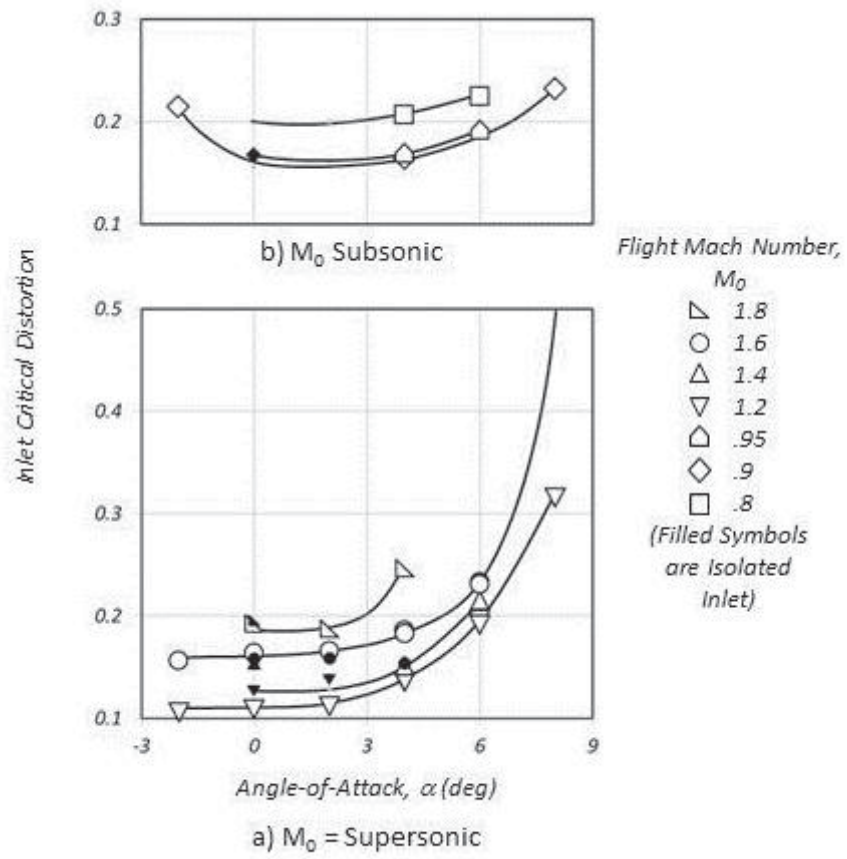 0.3
0.2
0.1
b) M₀ Subsonic
Inlet Critical Distortion
0.5
0.4
0.3
0.2
0.1
-3 0 3 6 9
Angle-of-Attack, α (deg)
a) M₀ = Supersonic
Flight Mach Number,
M₀
1.8
1.6
1.4
1.2
.95
.9
.8
(Filled Symbols
are Isolated
Inlet)